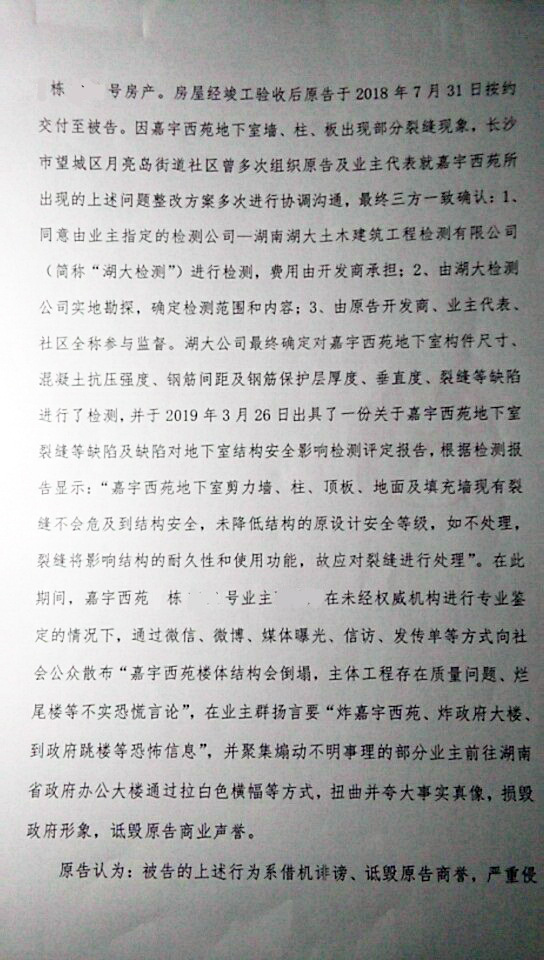 栋 号房产。房屋经竣工验收后原告于 2018 年 7 月 31 日按约
交付至被告。因嘉宇西苑地下室墙、柱、板出现部分裂缝现象，长沙
市望城区月亮岛街道社区曾多次组织原告及业主代表就嘉宇西苑所
出现的上述问题整改方案多次进行协调沟通，最终三方一致确认：1、
同意由业主指定的检测公司—湖南湖大土木建筑工程检测有限公司
（简称“湖大检测”）进行检测，费用由开发商承担；2、由湖大检测
公司实地勘探，确定检测范围和内容；3、由原告开发商、业主代表、
社区全称参与监督。湖大公司最终确定对嘉宇西苑地下室构件尺寸、
混凝土抗压强度、钢筋间距及钢筋保护层厚度、垂直度、裂缝等缺陷
进行了检测，并于 2019 年 3 月 26 日出具了一份关于嘉宇西苑地下室
裂缝等缺陷及缺陷对地下室结构安全影响检测评定报告，根据检测报
告显示：“嘉宇西苑地下室剪力墙、柱、顶板、地面及填充墙现有裂
缝不会危及到结构安全，未降低结构的原设计安全等级，如不处理，
裂缝将影响结构的耐久性和使用功能，故应对裂缝进行处理”。在此
期间，嘉宇西苑 栋 号业主 在未经权威机构进行专业鉴
定的情况下，通过微信、微博、媒体曝光、信访、发传单等方式向社
会公众散布“嘉宇西苑楼体结构会倒塌，主体工程存在质量问题、烂
尾楼等不实恐慌言论”，在业主群扬言要“炸嘉宇西苑、炸政府大楼、
到政府跳楼等恐怖信息”，并聚集煽动不明事理的部分业主前往湖南
省政府办公大楼通过拉白色横幅等方式，扭曲并夸大事实真像，损毁
政府形象，诋毁原告商业声誉。
原告认为：被告的上述行为系借机诽谤、诋毁原告商誉，严重侵